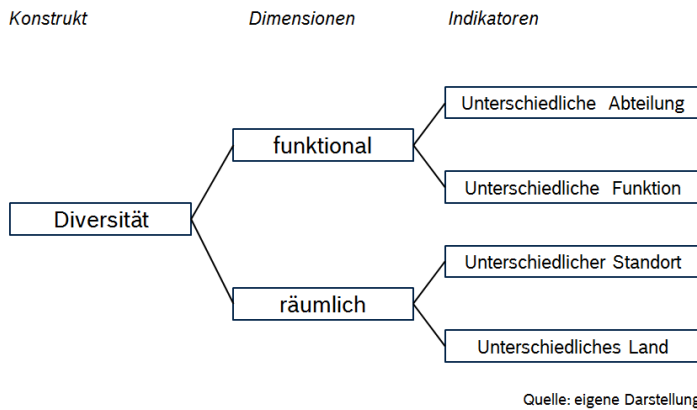 Konstrukt
Dimensionen
Indikatoren
Unterschiedliche Abteilung
funktional
Unterschiedliche Funktion
Diversität
Unterschiedlicher Standort
räumlich
Unterschiedliches Land
Quelle: eigene Darstellung